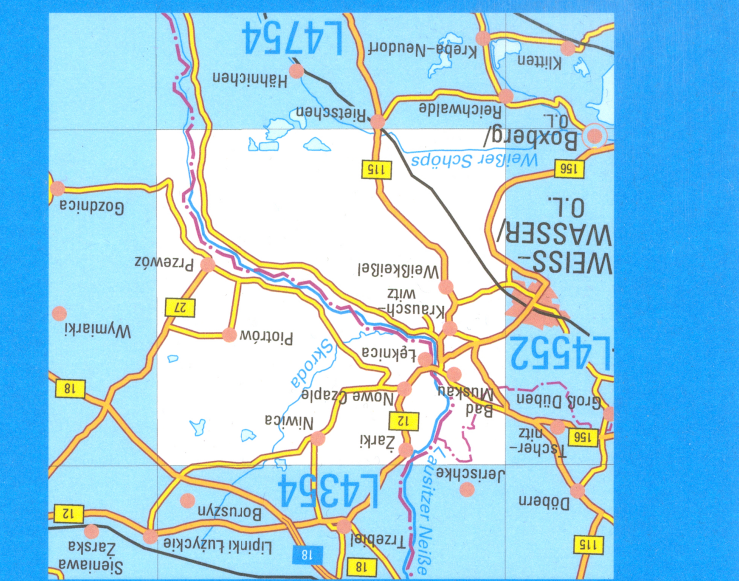 115
18
18
Sieniawa
Żarska
Trzebiel
Lipinki Łużyckie
12
Döbern
Boruszyn
L4354
Jerischke
Lausitzer Neiße
Tscher-
nitz
156
Żarki
12
Niwica
Groß Düben
Bad
Muskau
Nowe Czaple
18
Skroda
L4552
Łęknica
Piotrów
Wymiarki
Krausch-
witz
27
WEISS-
WASSER/
O.L.
Weißkeißel
Przewóz
Gozdnica
156
115
Weißer Schöps
Boxberg/
O.L.
Reichwalde
Rietschen
Hähnichen
Klitten
Kreba-Neudorf
L4754